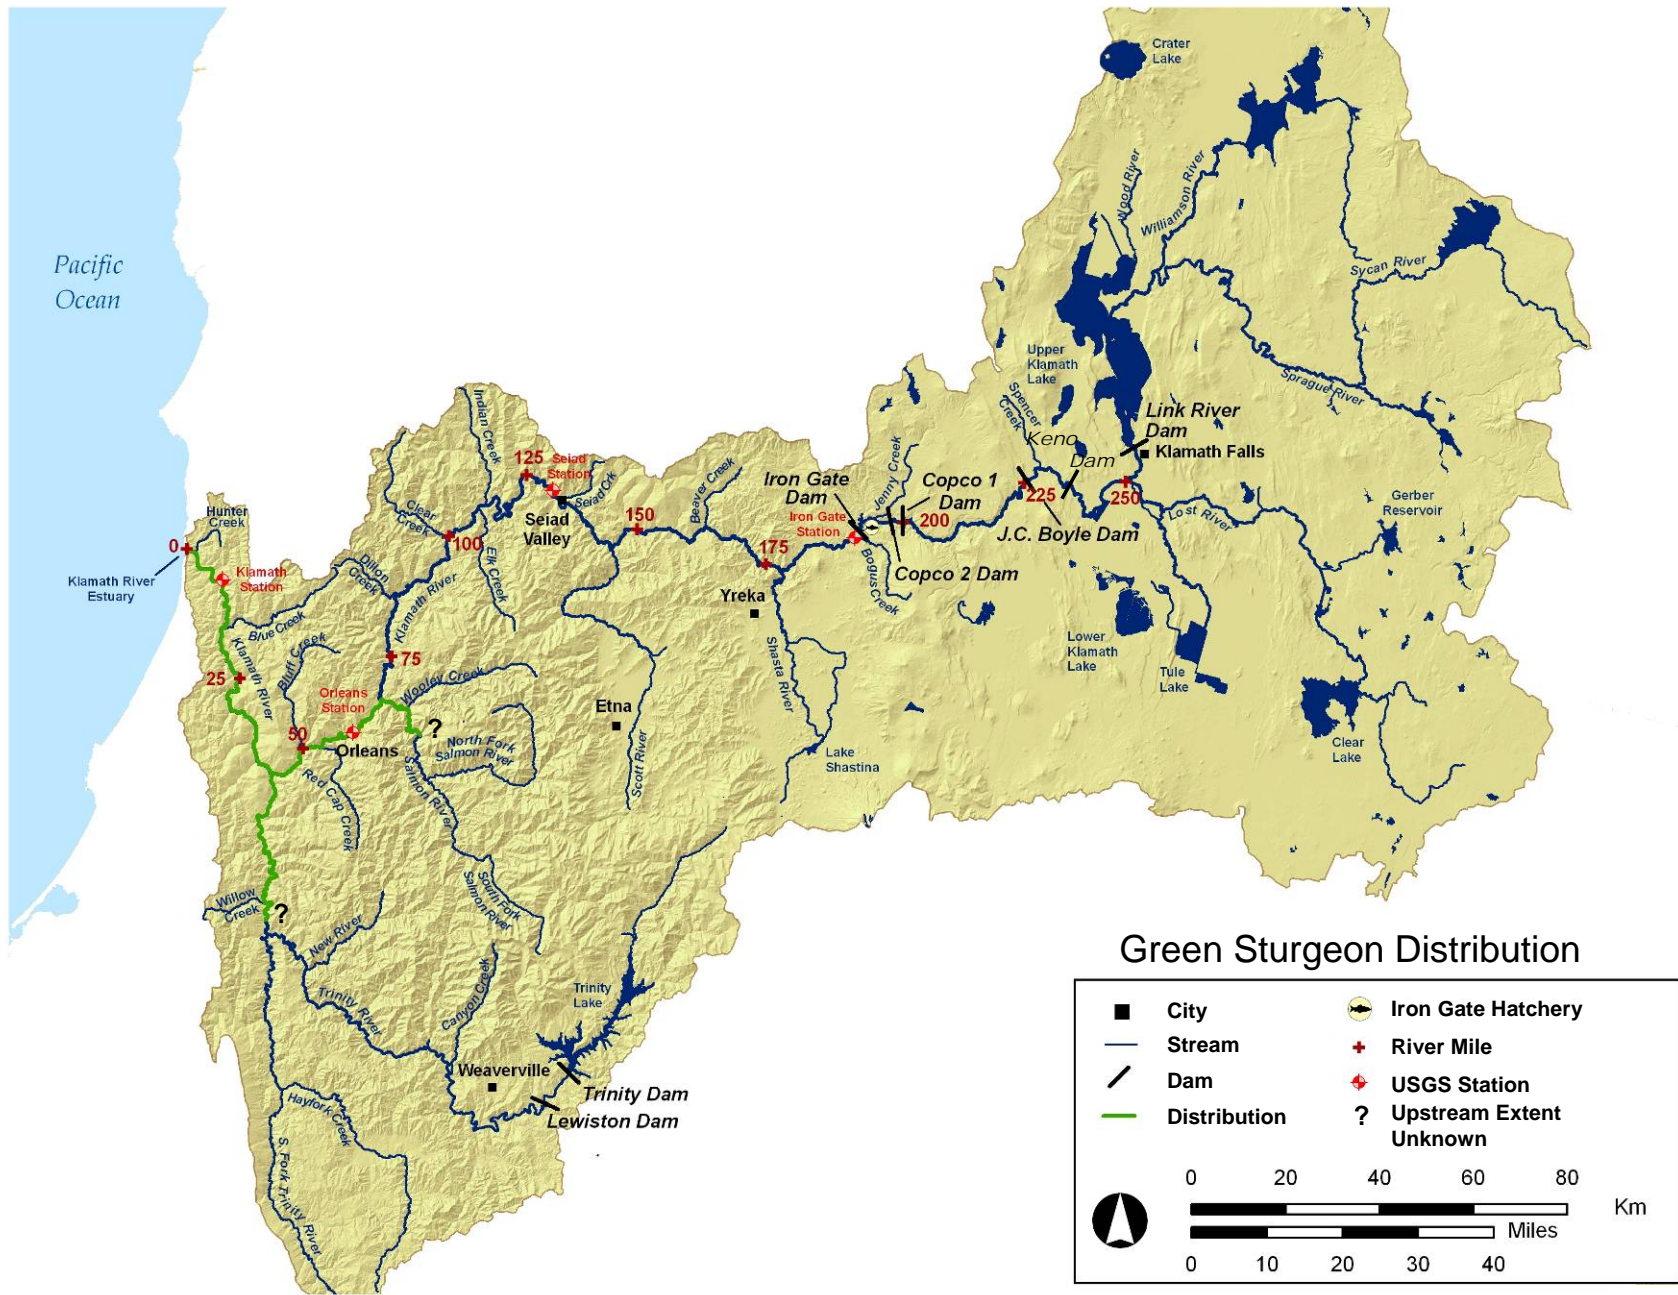 Crater
Lake
Wood River
Williamson River
Sycan River
Pacific
Ocean
Upper
Klamath
Lake
Sprague River
Spencer
Creek
Link River
Dam
Keno
Dam
Klamath Falls
Indian Creek
125
Seiad
Station
Seiad Crk
Beaver Creek
Iron Gate
Dam
Jenny Creek
Copco 1
Dam
225
250
Gerber
Reservoir
Hunter
Creek
Clear
Creek
Seiad
Valley
150
Iron Gate
Station
200
Lost River
J.C. Boyle Dam
0
100
175
Klamath River
Estuary
Klamath
Station
Dillon
Creek
Elk Creek
Bogus Creek
Copco 2 Dam
Yreka
Blue Creek
Klamath River
Klamath River
Bluff Creek
75
Shasta River
Lower
Klamath
Lake
Tule
Lake
25
Orleans
Station
Wooley Creek
Etna
50
Orleans
?
North Fork
Salmon River
Clear
Lake
Lake
Shastina
Red Cap Creek
Salmon River
Scott River
South Fork
Salmon River
Willow
Creek
?
New River
Green Sturgeon Distribution
Trinity River
Canyon Creek
Trinity
Lake
Weaverville
Trinity Dam
Lewiston Dam
Hayfork Creek
S. Fork Trinity River
City
Stream
Dam
Distribution
Iron Gate Hatchery
River Mile
USGS Station
? Upstream Extent
Unknown
0 20 40 60 80
Km
Miles
0 10 20 30 40